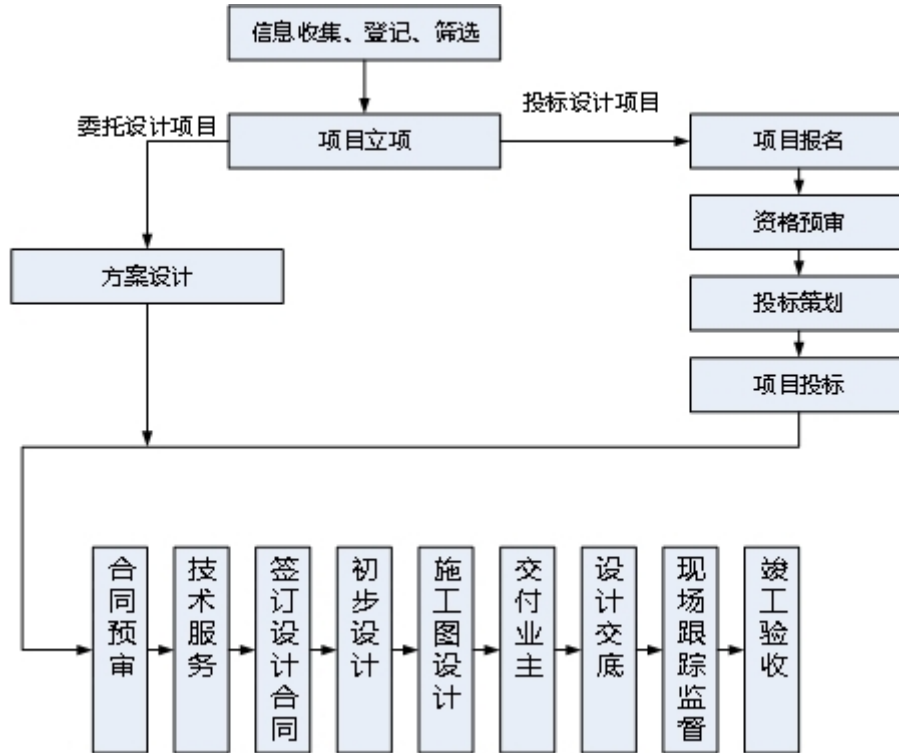 信息收集、登记、筛选
委托设计项目
项目立项
投标设计项目
项目报名
资格预审
方案设计
投标策划
项目投标
合同预审
技术服务
签订设计合同
初步设计
施工图设计
交付业主
设计交底
现场跟踪监督
竣工验收